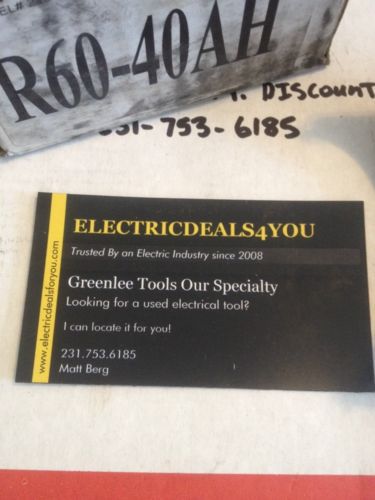 R60-40AH
DISCOUNT
231-753-6185
ELECTRICDEALS4YOU
Trusted By an Electric Industry since 2008
Greenlee Tools Our Specialty
Looking for a used electrical tool?
I can locate it for you!
231.753.6185
Matt Berg
www.electricdealsforyou.com